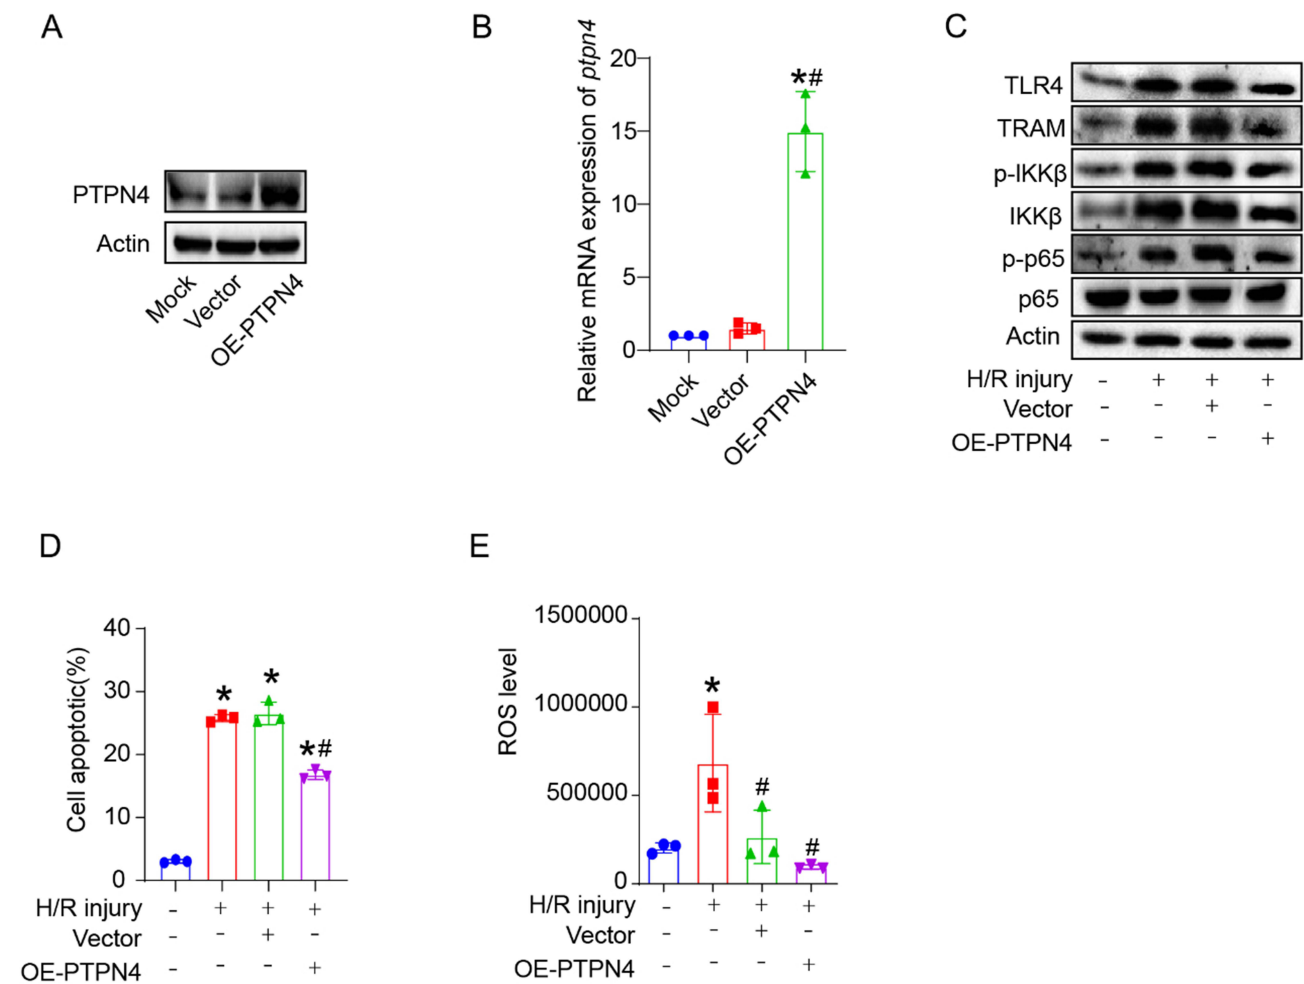 A
PTPN4
Actin
Mock
Vector
OE-PTPN4
B
Relative mRNA expression of ptpn4
20
15
10
5
0
*#
Mock
Vector
OE-PTPN4
C
TLR4
TRAM
p-IKKβ
IKKβ
p-p65
p65
Actin
H/R injury - + + +
Vector - - + -
OE-PTPN4 - - - +
D
Cell apoptotic(%)
40
30
20
10
0
*
*
*#
H/R injury - + + +
Vector - - + -
OE-PTPN4 - - - +
E
ROS level
1500000
1000000
500000
0
*
#
#
H/R injury - + + +
Vector - - + -
OE-PTPN4 - - - +